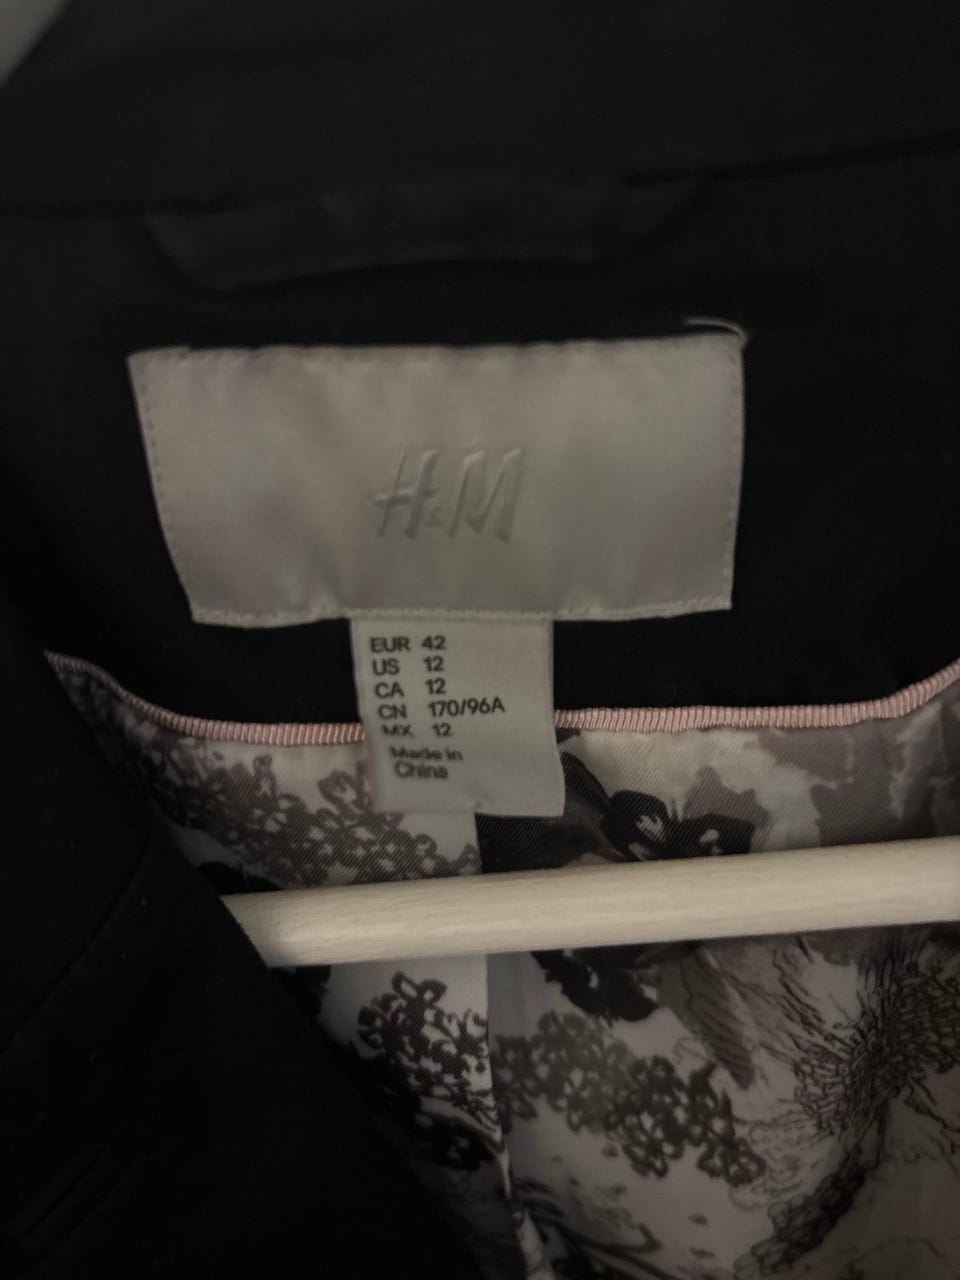 H&M
EUR 42
US 12
CA 12
CN 170/96A
MX 12
Made in
China